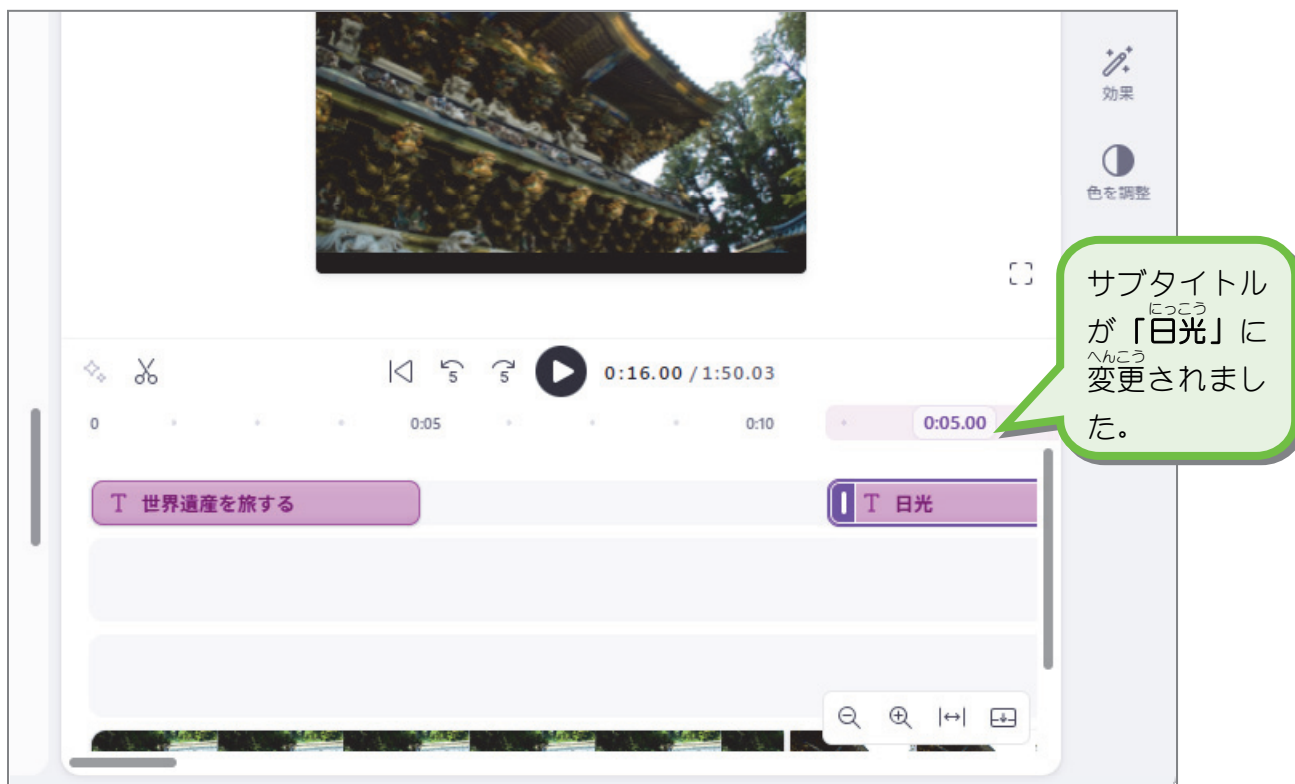 効果
色を調整
サブタイトル
にっこう
が「日光」に
へんこう
変更されまし
た。
5 5 0:16.00 / 1:50.03
0 0:05 0:10 0:05.00
T 世界遺産を旅する T 日光